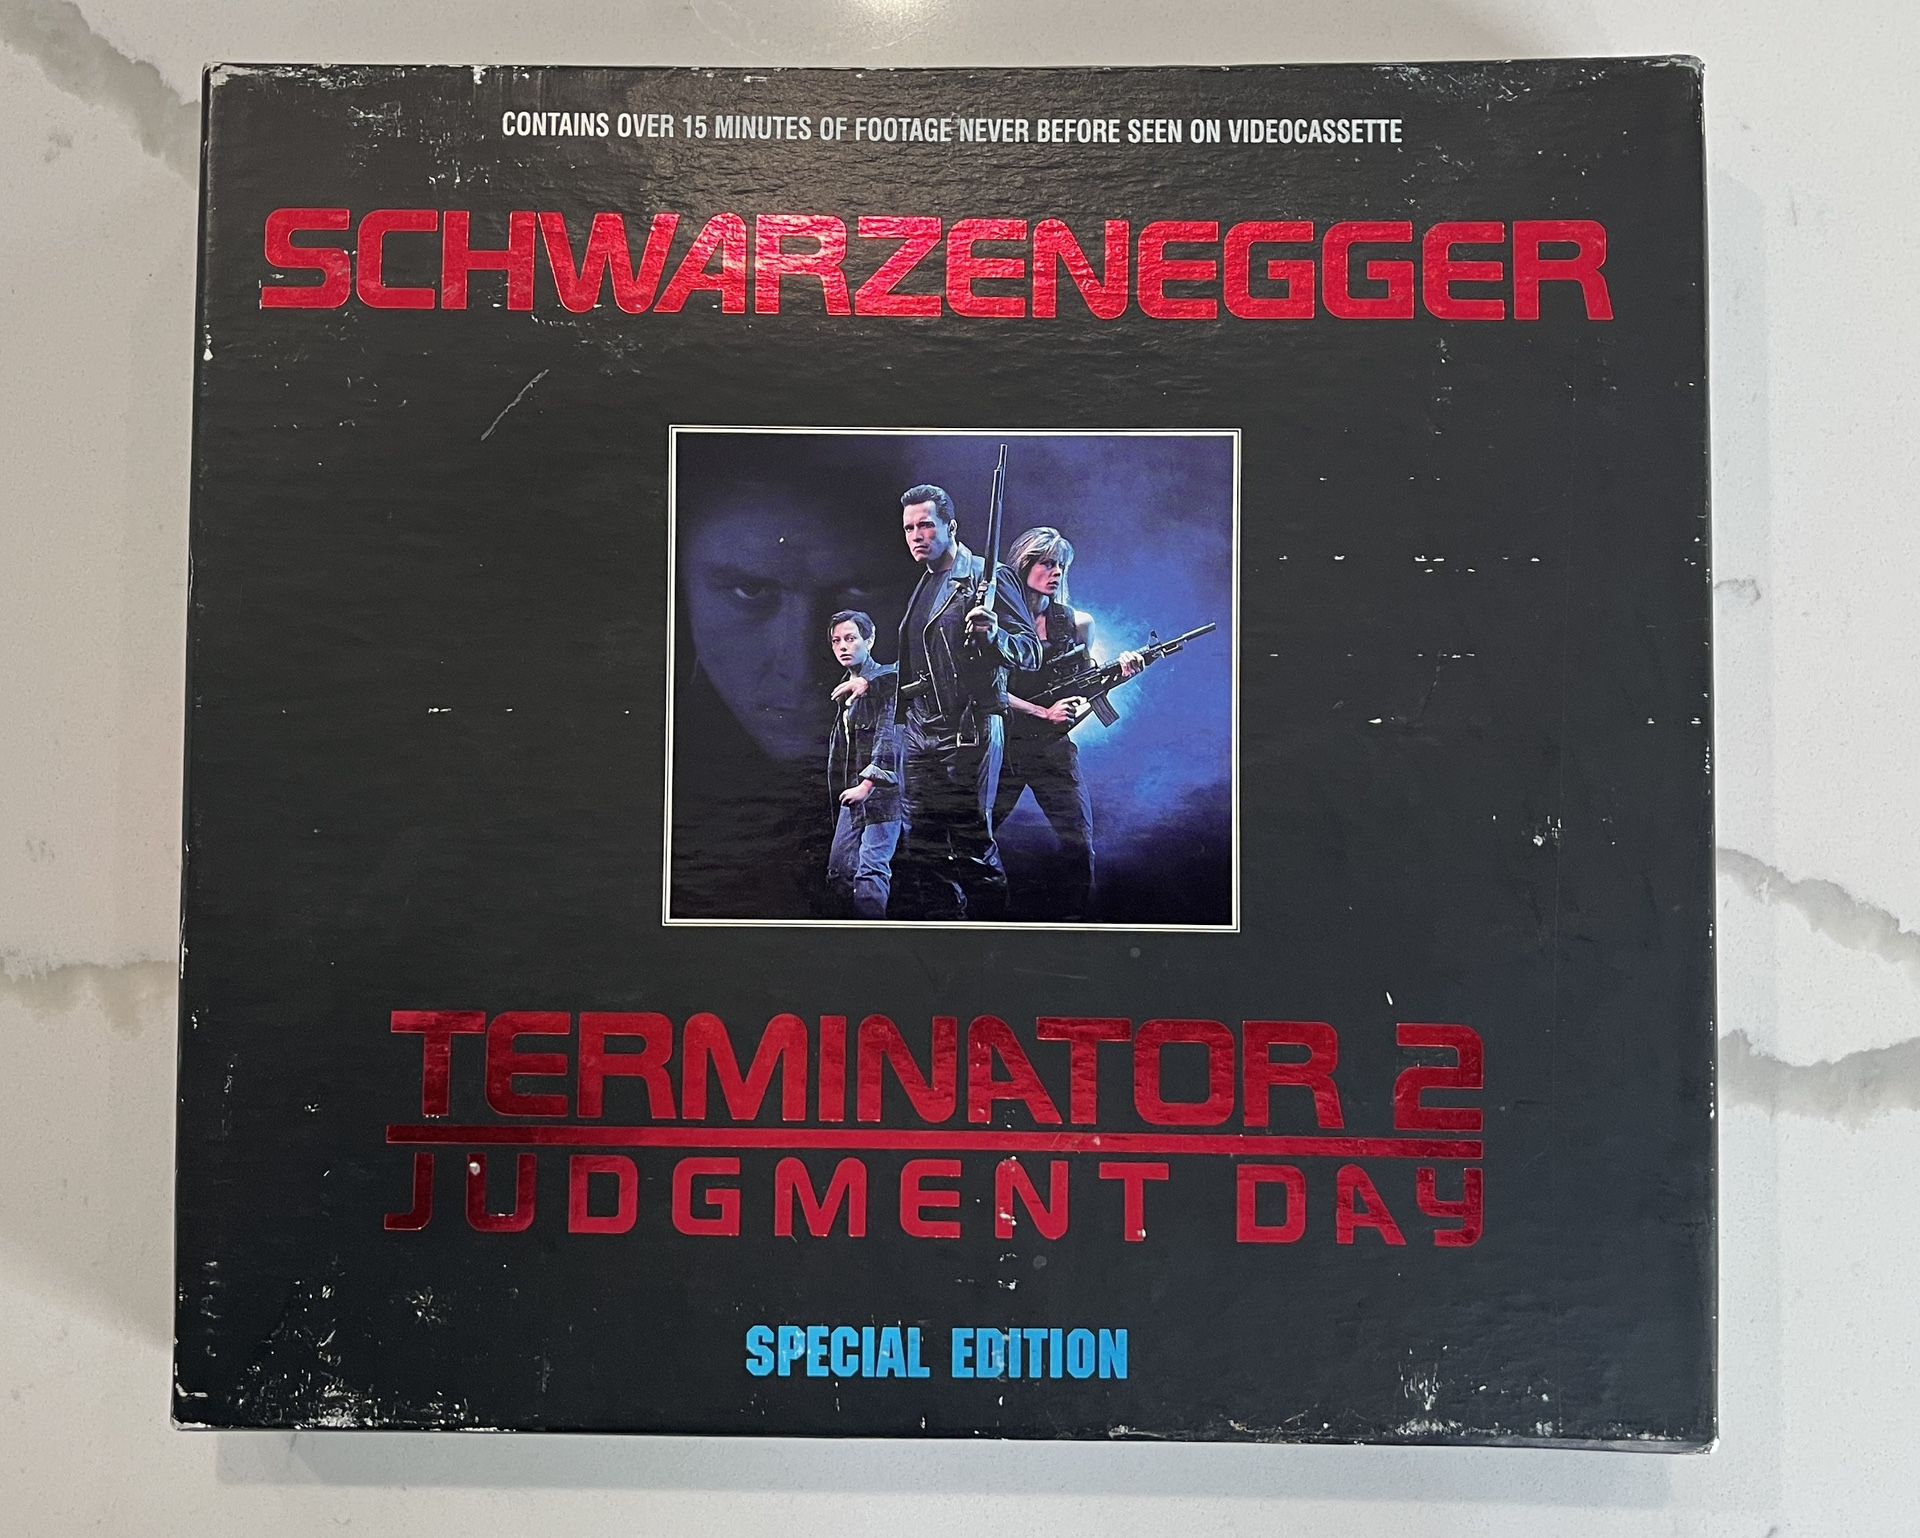 CONTAINS OVER 15 MINUTES OF FOOTAGE NEVER BEFORE SEEN ON VIDEOCASSETTE
SCHWARZENEGGER
TERMINATOR 2
JUDGMENT DAY
SPECIAL EDITION